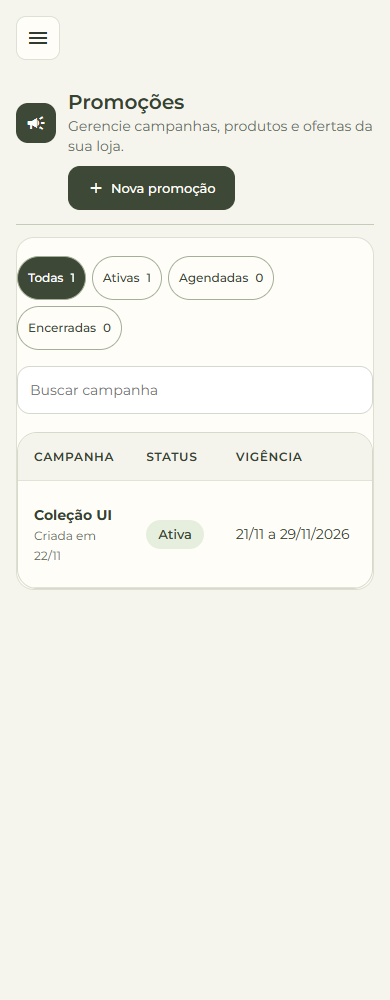 Promoções
Gerencie campanhas, produtos e ofertas da
sua loja.
+ Nova promoção
Todas 1
Ativas 1
Agendadas 0
Encerradas 0
Buscar campanha
CAMPANHA STATUS VIGÊNCIA
Coleção UI
Criada em
22/11
Ativa
21/11 a 29/11/2026